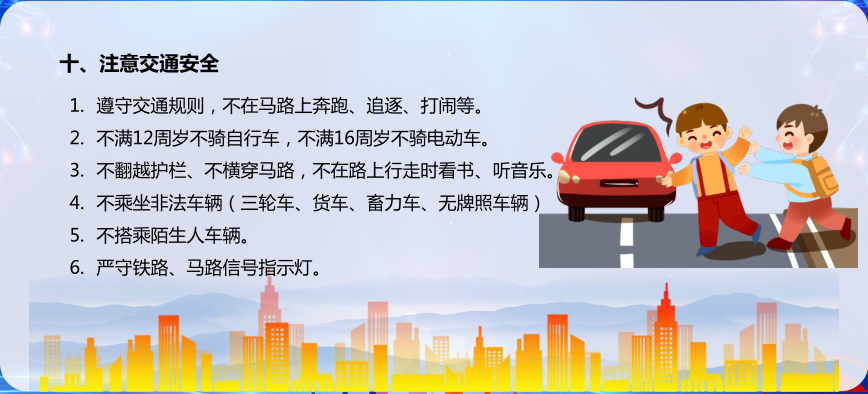 十、注意交通安全
1. 遵守交通规则，不在马路上奔跑、追逐、打闹等。
2. 不满12周岁不骑自行车，不满16周岁不骑电动车。
3. 不翻越护栏、不横穿马路，不在路上行走时看书、听音乐。
4. 不乘坐非法车辆（三轮车、货车、畜力车、无牌照车辆）
5. 不搭乘陌生人车辆。
6. 严守铁路、马路信号指示灯。